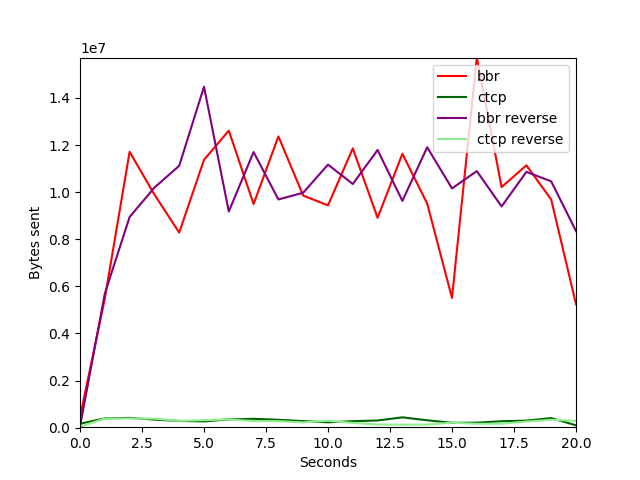 1e7
bbr
ctcp
bbr reverse
ctcp reverse
1.4
1.2
1.0
0.8
0.6
0.4
0.2
0.0
Bytes sent
0.0 2.5 5.0 7.5 10.0 12.5 15.0 17.5 20.0
Seconds